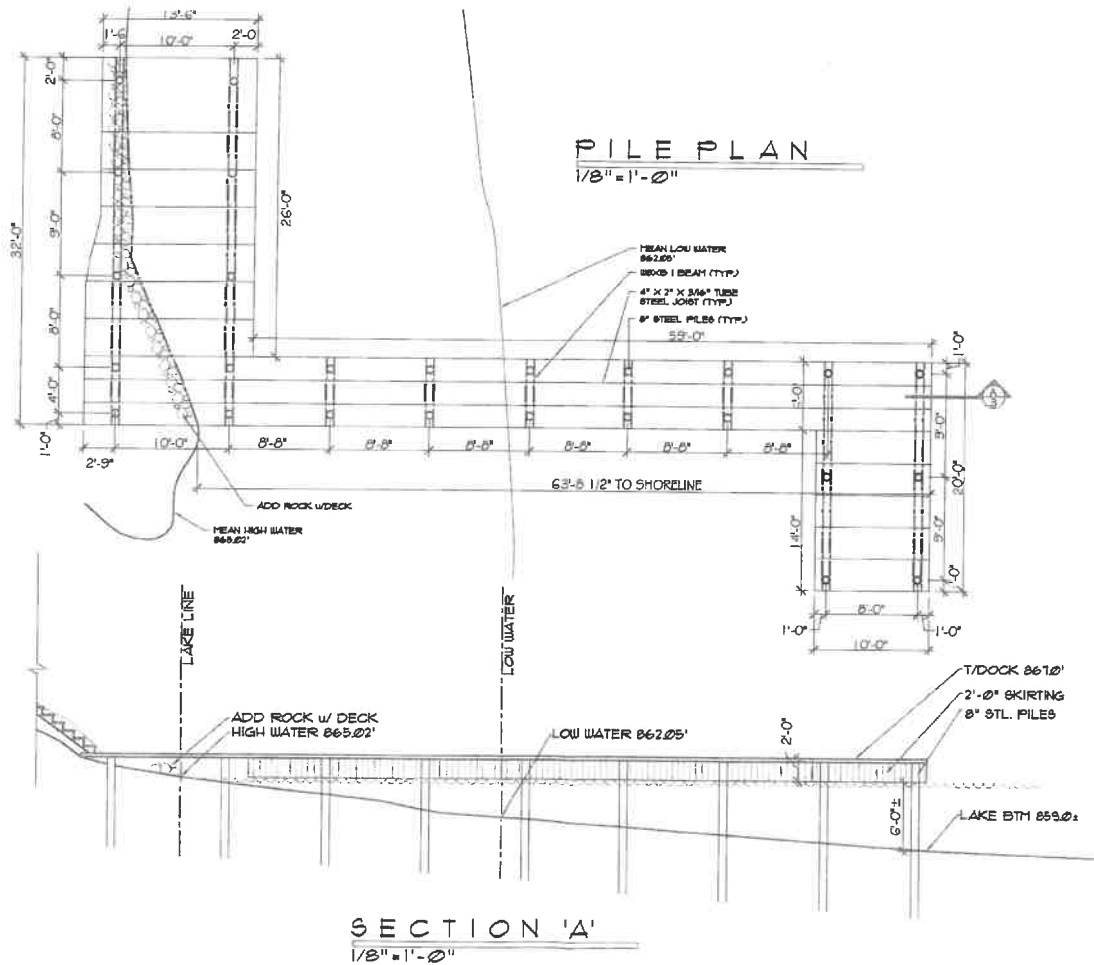 13'-6"
1'-6
10'-0"
2'-0
2'-0"
8'-0"
9'-0"
8'-0"
4'-0"
1'-0"
32'-0"
26'-0"
PILE PLAN
1/8" = 1'-0"
MEAN LOW WATER
862.05'
I BEAM (TYP.)
4" X 2" X 3/16" TUBE
STEEL JOIST (TYP.)
8" STEEL PILES (TYP.)
59'-0"
1'-0"
9'-0"
20'-0"
9'-0"
1'-0"
A
3
2'-9"
10'-0"
8'-8"
8'-8"
8'-8"
8'-8"
8'-8"
8'-8"
63'-8 1/2" TO SHORELINE
ADD ROCK W/DECK
MEAN HIGH WATER
865.02'
14'-0"
8'-0"
1'-0"
1'-0"
10'-0"
LAKE LINE
LOW WATER
T/DOCK 867.0'
2'-0" SKIRTING
8" STL. PILES
ADD ROCK W/ DECK
HIGH WATER 865.02'
LOW WATER 862.05'
2'-0"
6'-0"±
LAKE BTM 859.0±
SECTION 'A'
1/8" = 1'-0"